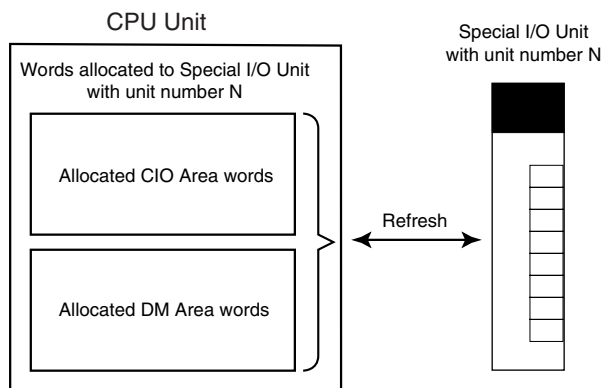 CPU Unit
Words allocated to Special I/O Unit
with unit number N
Allocated CIO Area words
Allocated DM Area words
Refresh
Special I/O Unit
with unit number N